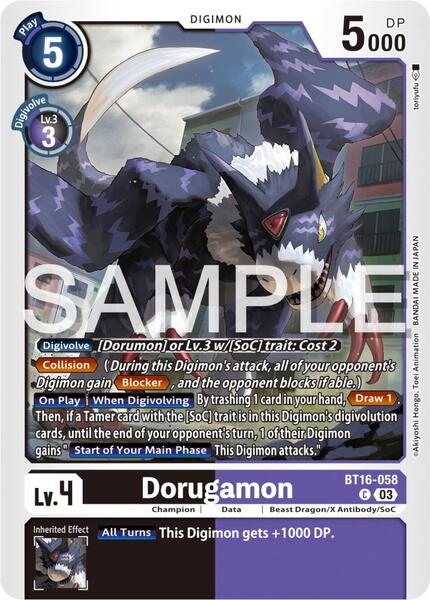 DIGIMON
Play
5
DP
5000
Digivolve
Lv.3
3
toriyufu
SAMPLE
©Akiyoshi Hongo, Toei Animation BANDAI MADE IN JAPAN
Digivolve [Dorumon] or Lv.3 w/[SoC] trait: Cost 2
Collision (During this Digimon's attack, all of your opponent's
Digimon gain Blocker, and the opponent blocks if able.)
On Play When Digivolving By trashing 1 card in your hand, Draw 1.
Then, if a Tamer card with the [SoC] trait is in this Digimon's digivolution
cards, until the end of your opponent's turn, 1 of their Digimon
gains " Start of Your Main Phase This Digimon attacks."
Lv.4
Dorugamon
BT16-058
C 03
Champion | Data | Beast Dragon/X Antibody/SoC
Inherited Effect
All Turns This Digimon gets +1000 DP.